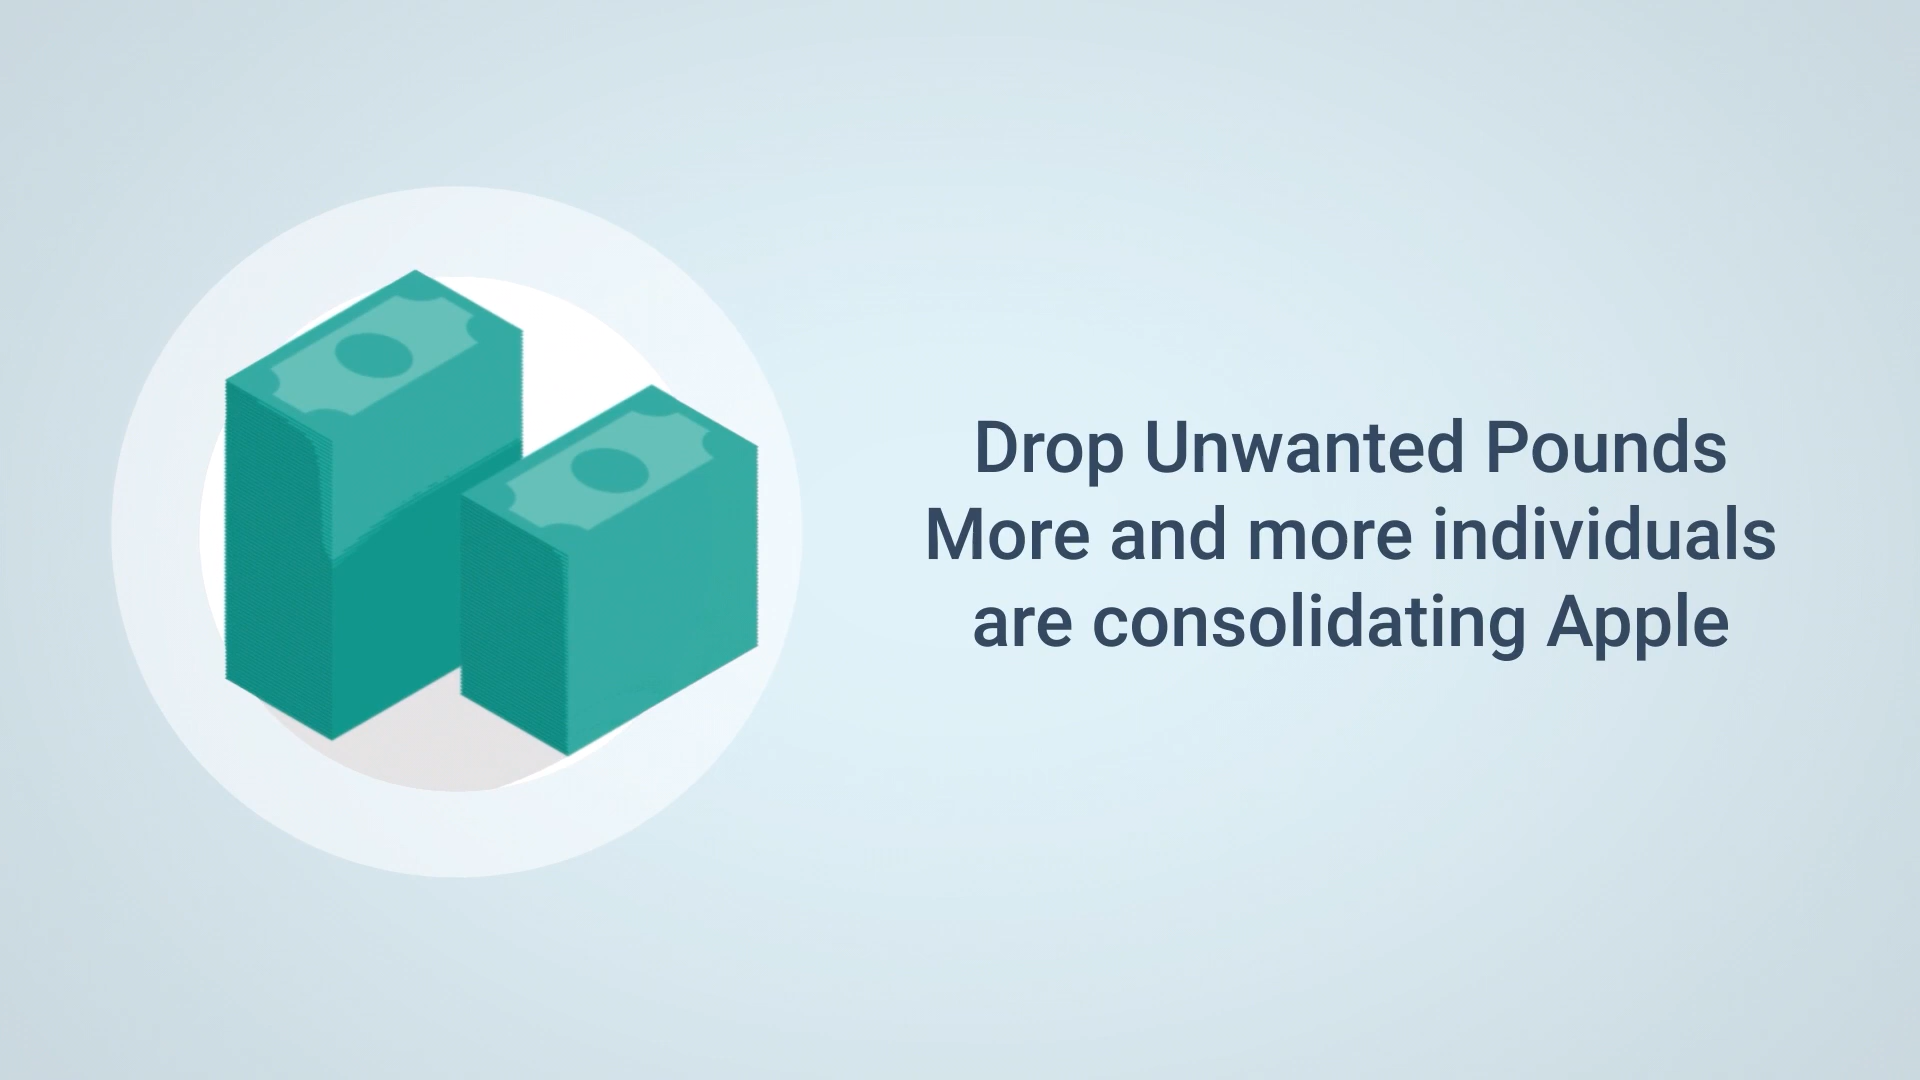 Drop Unwanted Pounds
More and more individuals
are consolidating Apple